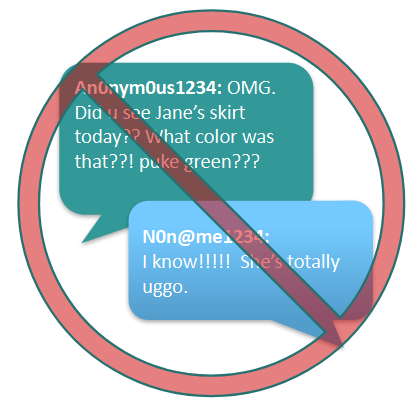 An0nym0us1234: OMG.
Did u see Jane's skirt
today?? What color was
that??! puke green???
N0n@me1234:
I know!!!!!  She's totally
uggo.